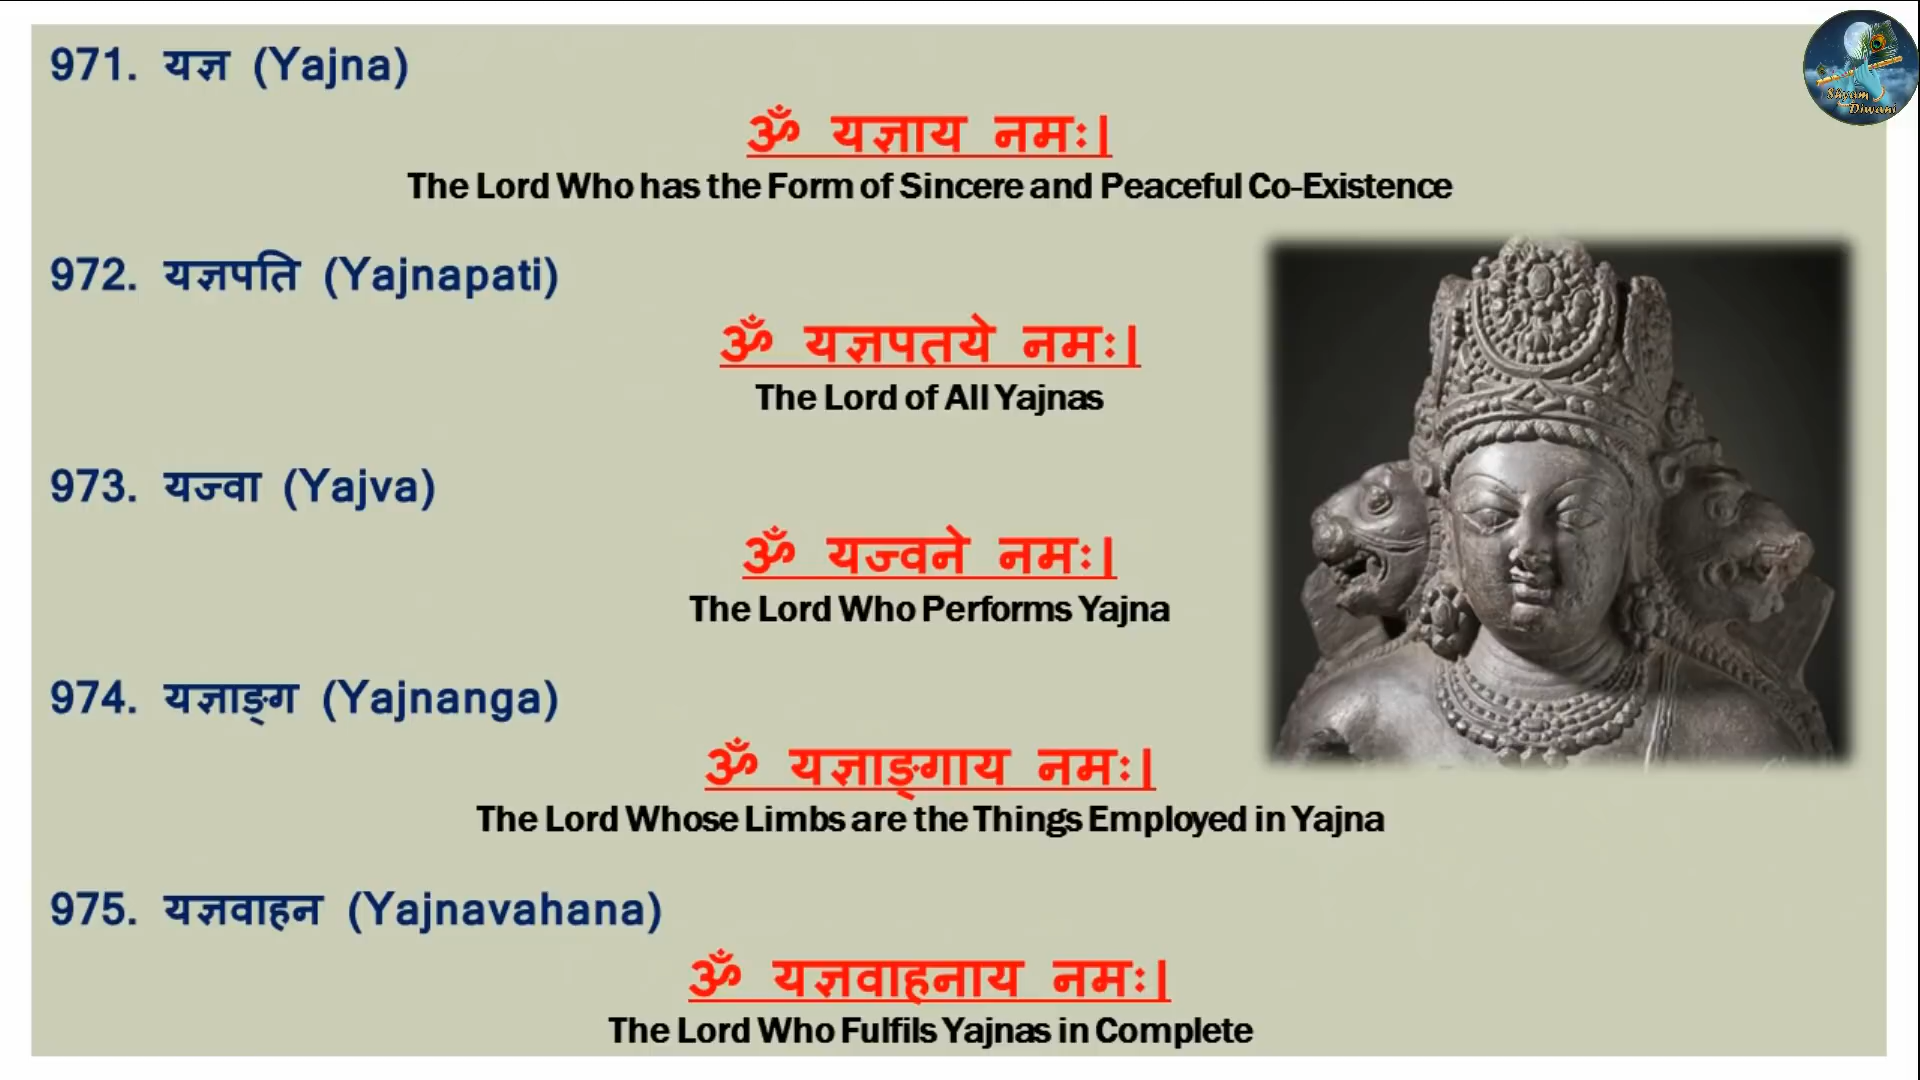 971. यज्ञ (Yajna)
ॐ यज्ञाय नमः|
The Lord Who has the Form of Sincere and Peaceful Co-Existence
972. यज्ञपति (Yajnapati)
ॐ यज्ञपतये नमः|
The Lord of All Yajnas
973. यज्वा (Yajva)
ॐ यज्वने नमः|
The Lord Who Performs Yajna
974. यज्ञाङ्ग (Yajnanga)
ॐ यज्ञाङ्गाय नमः|
The Lord Whose Limbs are the Things Employed in Yajna
975. यज्ञवाहन (Yajnavahana)
ॐ यज्ञवाहनाय नमः|
The Lord Who Fulfils Yajnas in Complete
Shyam
Diwani